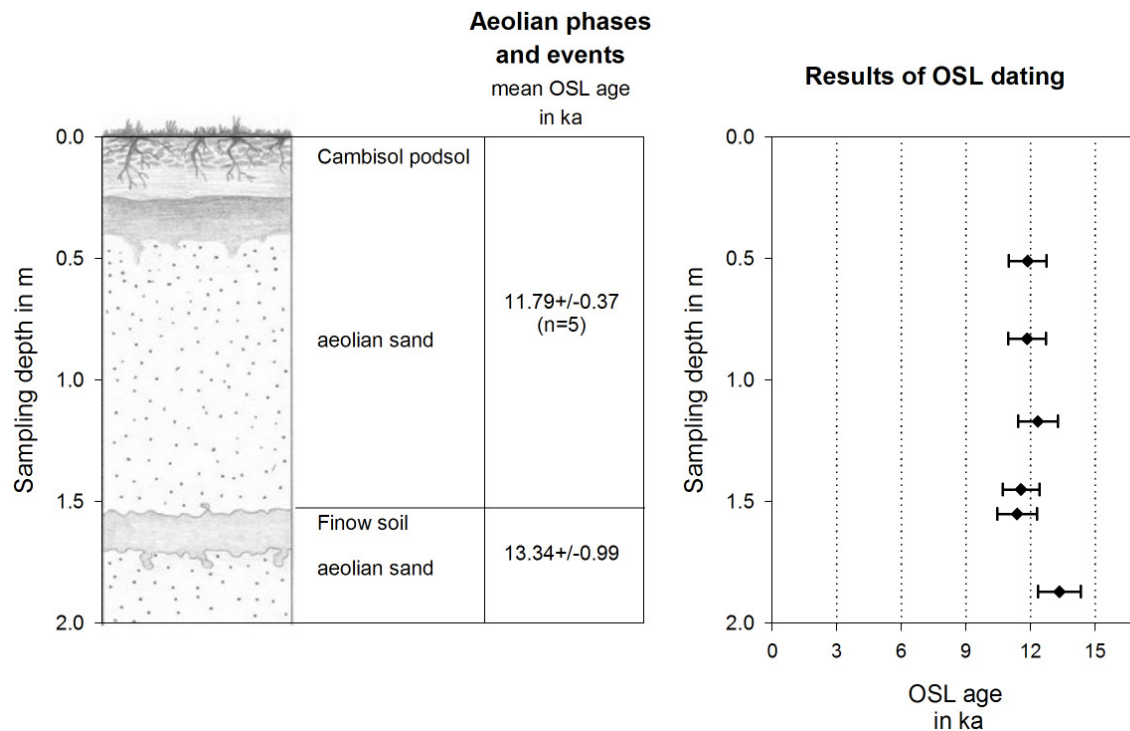 Aeolian phases
and events
mean OSL age
in ka
Results of OSL dating
Sampling depth in m
0.0
0.5
1.0
1.5
2.0
Cambisol podsol
aeolian sand
Finow soil
aeolian sand
11.79+/-0.37
(n=5)
13.34+/-0.99
Sampling depth in m
0.0
0.5
1.0
1.5
2.0
0 3 6 9 12 15
OSL age
in ka